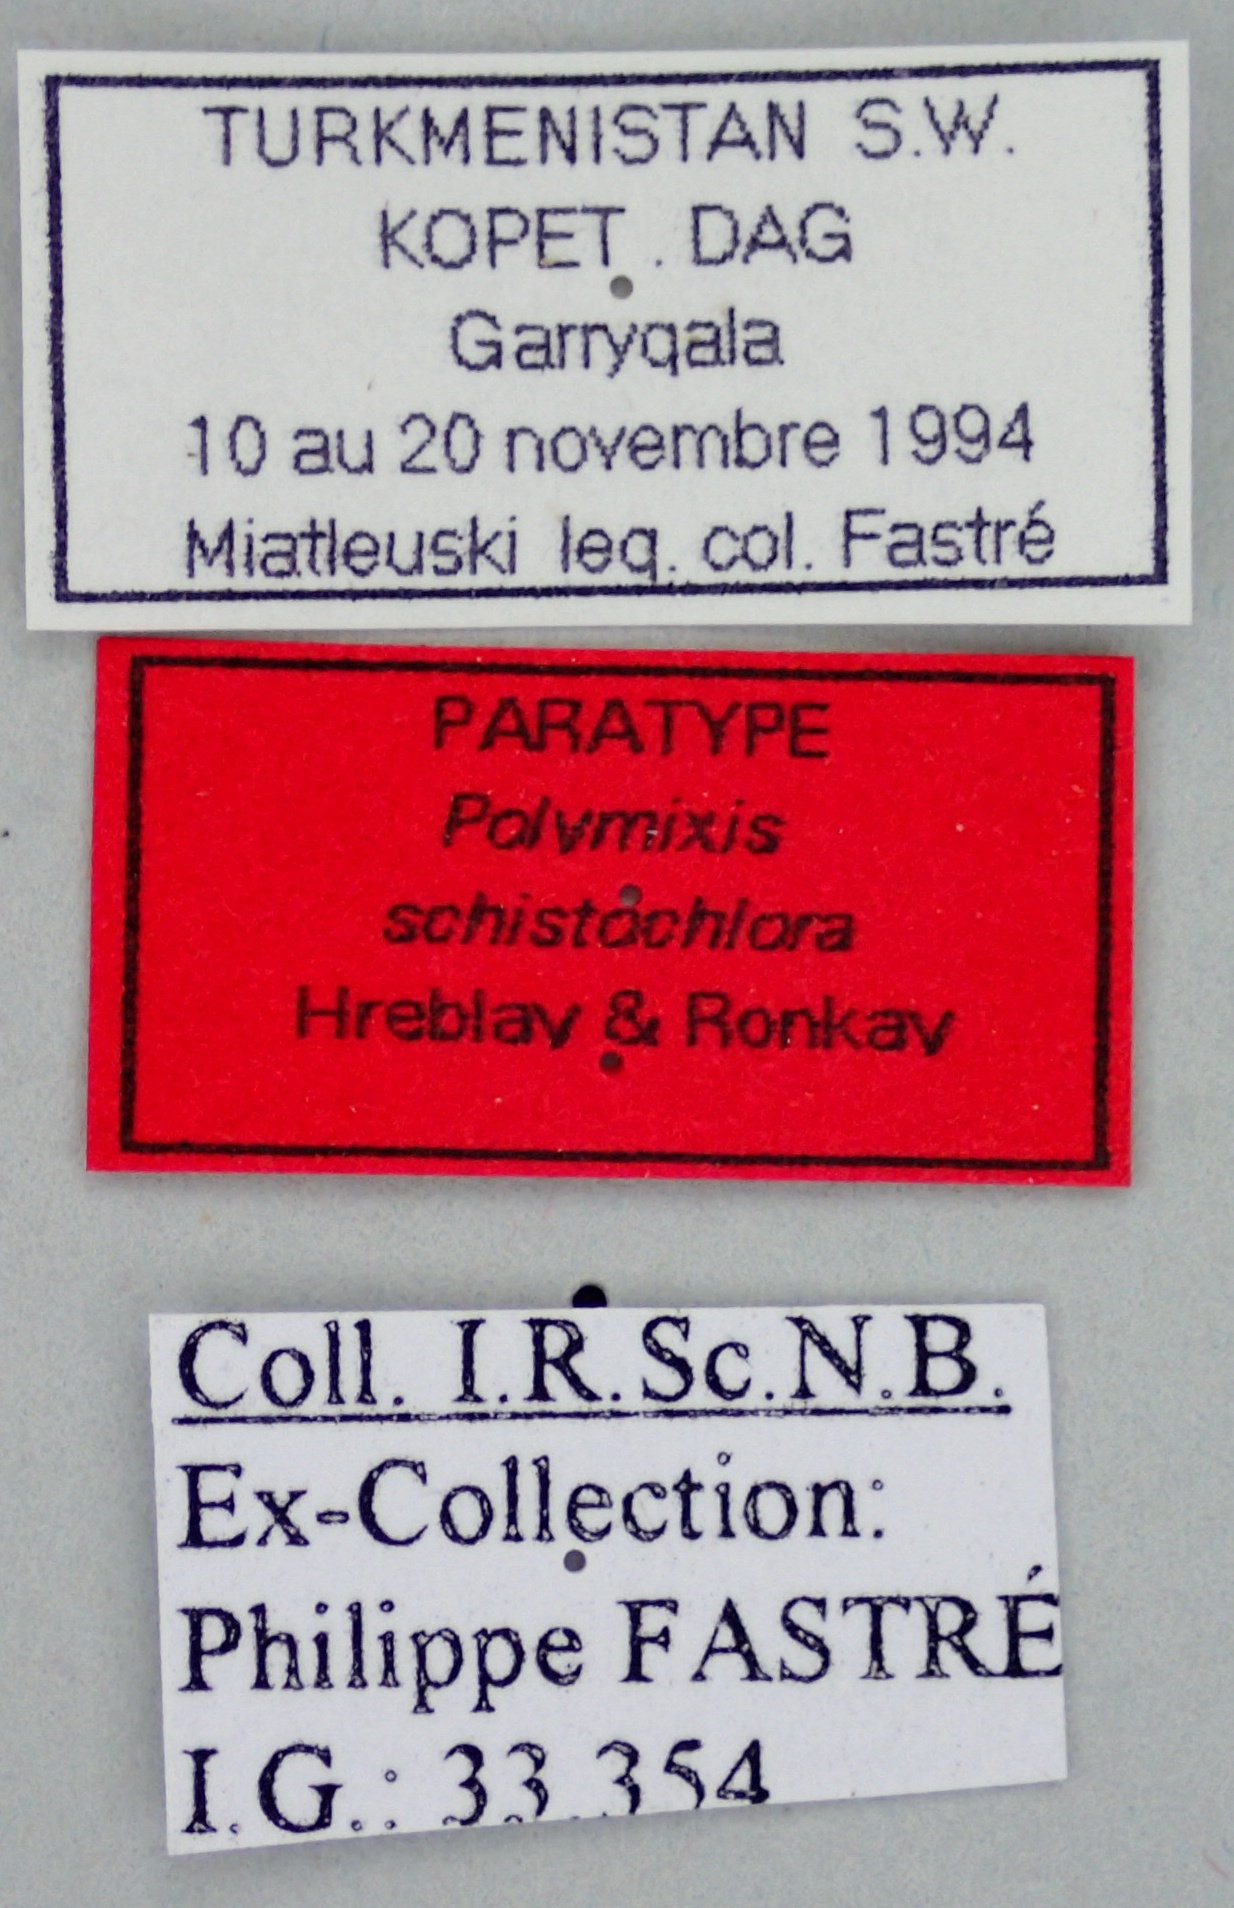 TURKMENISTAN S.W.
KOPET . DAG
Garryqala
10 au 20 novembre 1994
Miatleuski leg. col. Fastré
PARATYPE
Polymixis
schistochlora
Hreblay & Ronkay
Coll. I.R.Sc.N.B.
Ex-Collection:
Philippe FASTRÉ
I.G.: 33.354